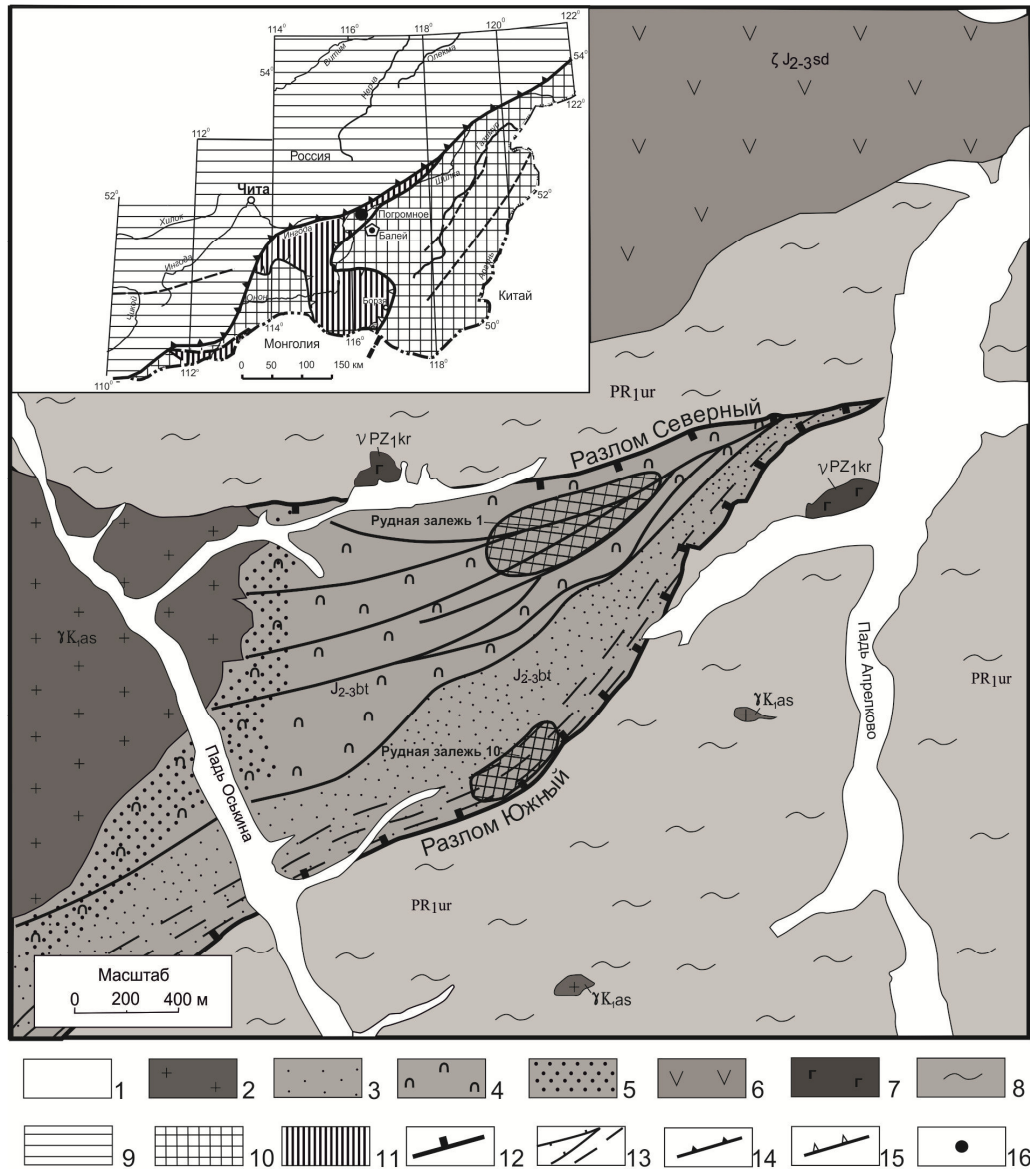 114°
116°
118°
120°
122°
54°
Витим
Нерча
Олекма
54°
122°
112°
Россия
Газимур
Шилка
52°
Чита
52°
Хилок
Ингода
Погромное
Балей
Ингода
Аргунь
Чикой
Онон
Борзя
Китай
50°
114°
116°
Монголия
118°
110°
112°
0 50 100 150 км
ζ J2-3sd
PR1ur
Разлом Северный
ν PZ1kr
ν PZ1kr
Рудная залежь 1
γK1as
J2-3bt
J2-3bt
Падь Апрелково
PR1ur
γK1as
Рудная залежь 10
Падь Оськина
Разлом Южный
PR1ur
γK1as
Масштаб
0 200 400 м
1 2 3 4 5 6 7 8
9 10 11 12 13 14 15 16